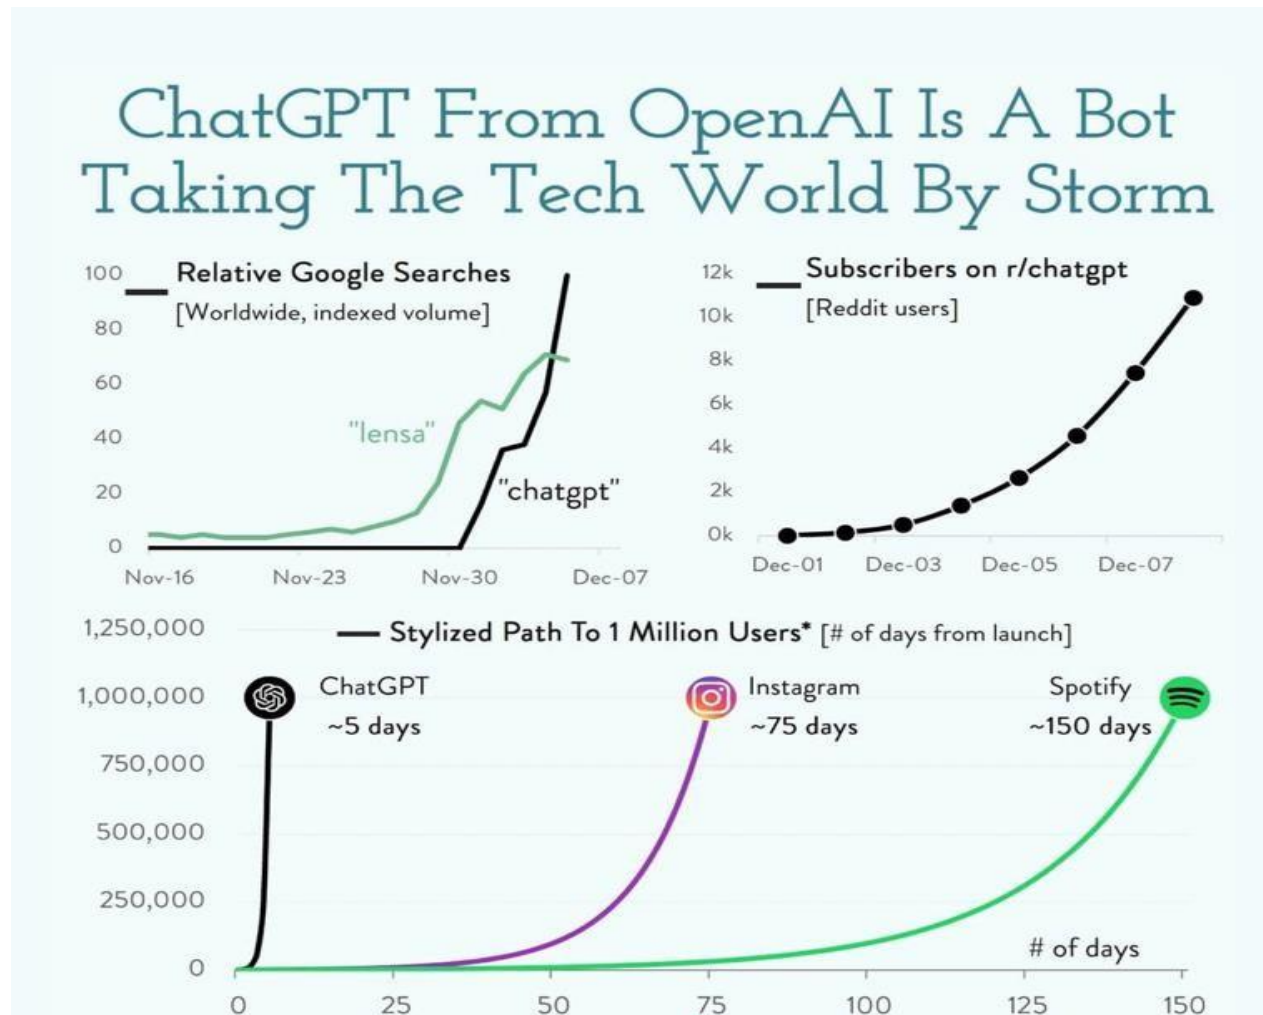 ChatGPT From OpenAI Is A Bot
Taking The Tech World By Storm
Relative Google Searches
[Worldwide, indexed volume]
100
80
60
40
20
0
"lensa"
"chatgpt"
Nov-16 Nov-23 Nov-30 Dec-07
Subscribers on r/chatgpt
[Reddit users]
12k
10k
8k
6k
4k
2k
0k
Dec-01 Dec-03 Dec-05 Dec-07
Stylized Path To 1 Million Users* [# of days from launch]
1,250,000
1,000,000
750,000
500,000
250,000
0
ChatGPT
~5 days
Instagram
~75 days
Spotify
~150 days
# of days
0 25 50 75 100 125 150